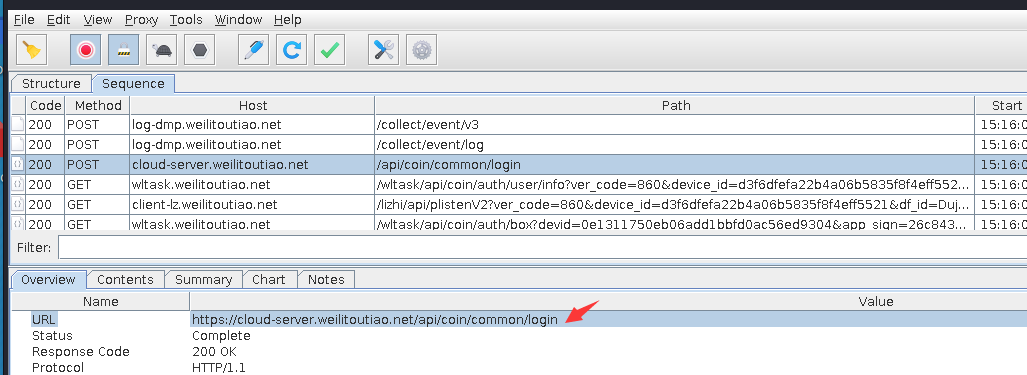 File Edit View Proxy Tools Window Help
Structure Sequence
Code Method Host Path Start
200 POST log-dmp.weilitoutiao.net /collect/event/v3 15:16:0
200 POST log-dmp.weilitoutiao.net /collect/event/log 15:16:0
200 POST cloud-server.weilitoutiao.net /api/coin/common/login 15:16:0
200 GET wltask.weilitoutiao.net /wltask/api/coin/auth/user/info?ver_code=860&device_id=d3f6dfefa22b4a06b5835f8f4eff552... 15:16:0
200 GET client-lz.weilitoutiao.net /lizhi/api/plistenV2?ver_code=860&device_id=d3f6dfefa22b4a06b5835f8f4eff5521&df_id=Duj... 15:16:0
200 GET wltask.weilitoutiao.net /wltask/api/coin/auth/box?devid=0e1311750eb06add1bbfd0ac56ed9304&app_sign=26c843... 15:16:0
Filter:
Overview Contents Summary Chart Notes
Name Value
URL https://cloud-server.weilitoutiao.net/api/coin/common/login
Status Complete
Response Code 200 OK
Protocol HTTP/1.1